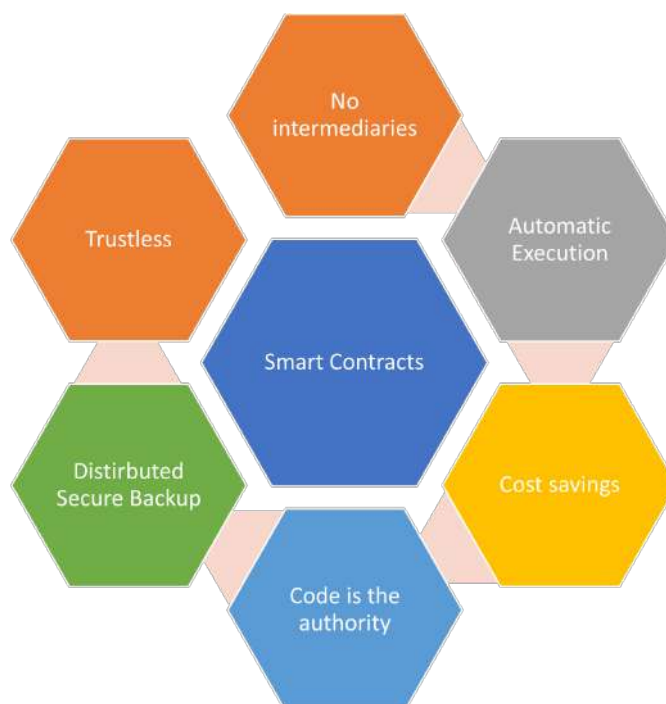 No
intermediaries
Automatic
Execution
Trustless
Smart Contracts
Cost savings
Distirbuted
Secure Backup
Code is the
authority